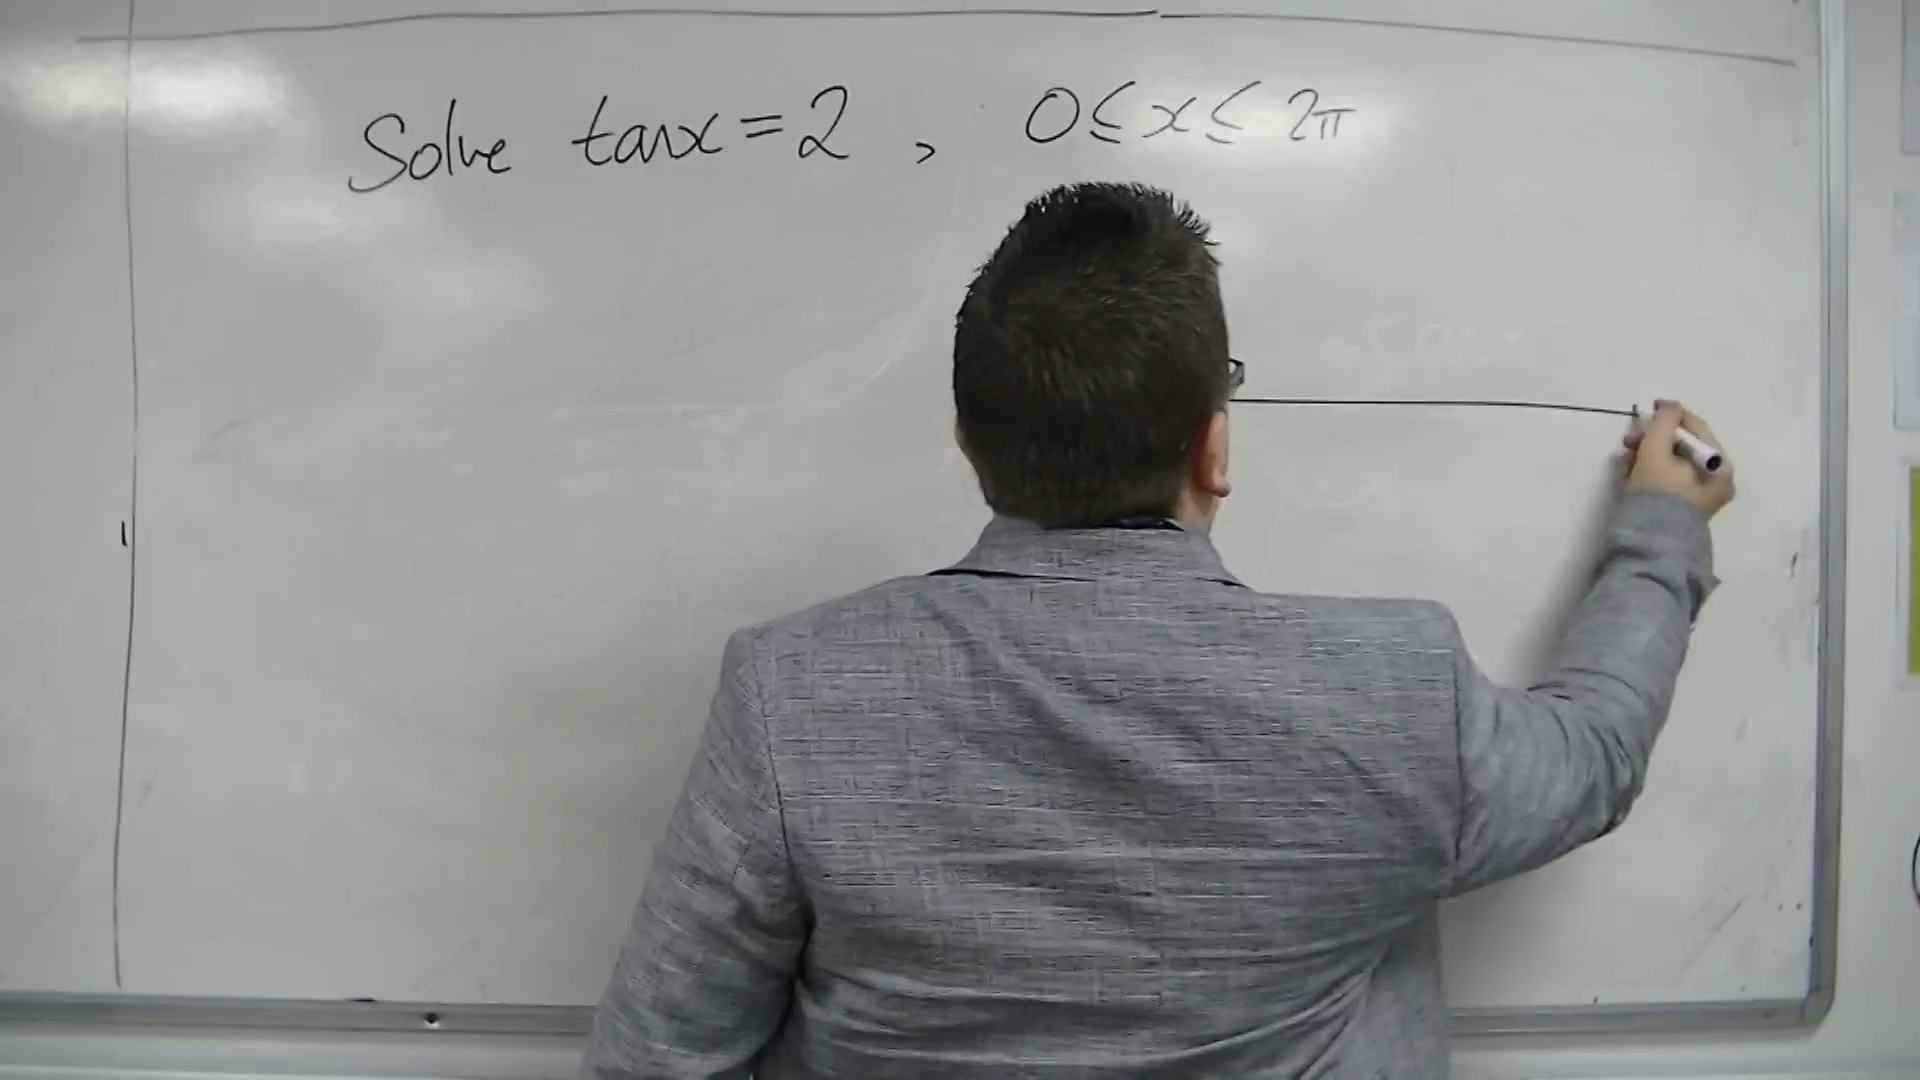 Solve tanx = 2 , 0 ≤ x ≤ 2π